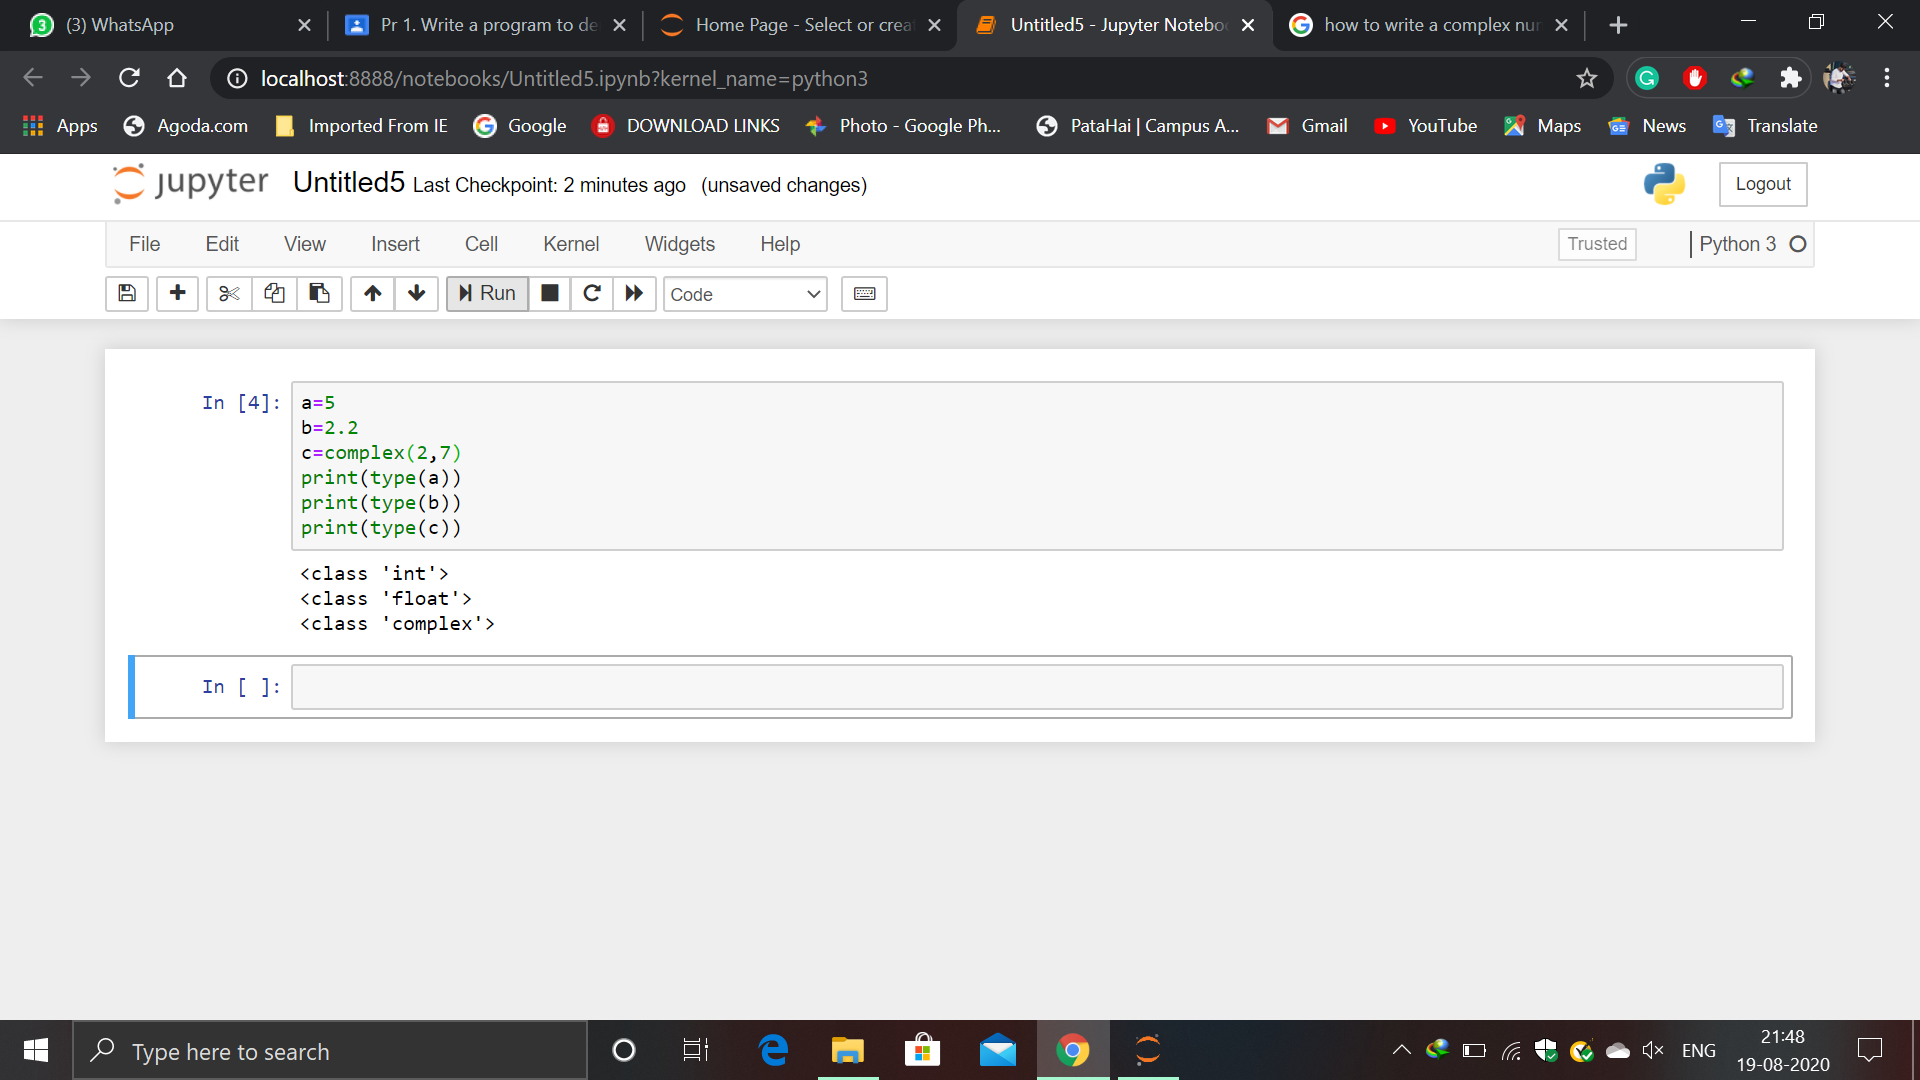 (3) WhatsApp
Pr 1. Write a program to de
Home Page - Select or crea
Untitled5 - Jupyter Notebo
how to write a complex nu
localhost:8888/notebooks/Untitled5.ipynb?kernel_name=python3
Apps
Agoda.com
Imported From IE
Google
DOWNLOAD LINKS
Photo - Google Ph...
PataHai | Campus A...
Gmail
YouTube
Maps
News
Translate
jupyter Untitled5 Last Checkpoint: 2 minutes ago (unsaved changes)
Logout
File Edit View Insert Cell Kernel Widgets Help
Trusted
Python 3
Run
Code
In [4]:
a=5
b=2.2
c=complex(2,7)
print(type(a))
print(type(b))
print(type(c))
<class 'int'>
<class 'float'>
<class 'complex'>
In [ ]:
Type here to search
ENG
21:48
19-08-2020